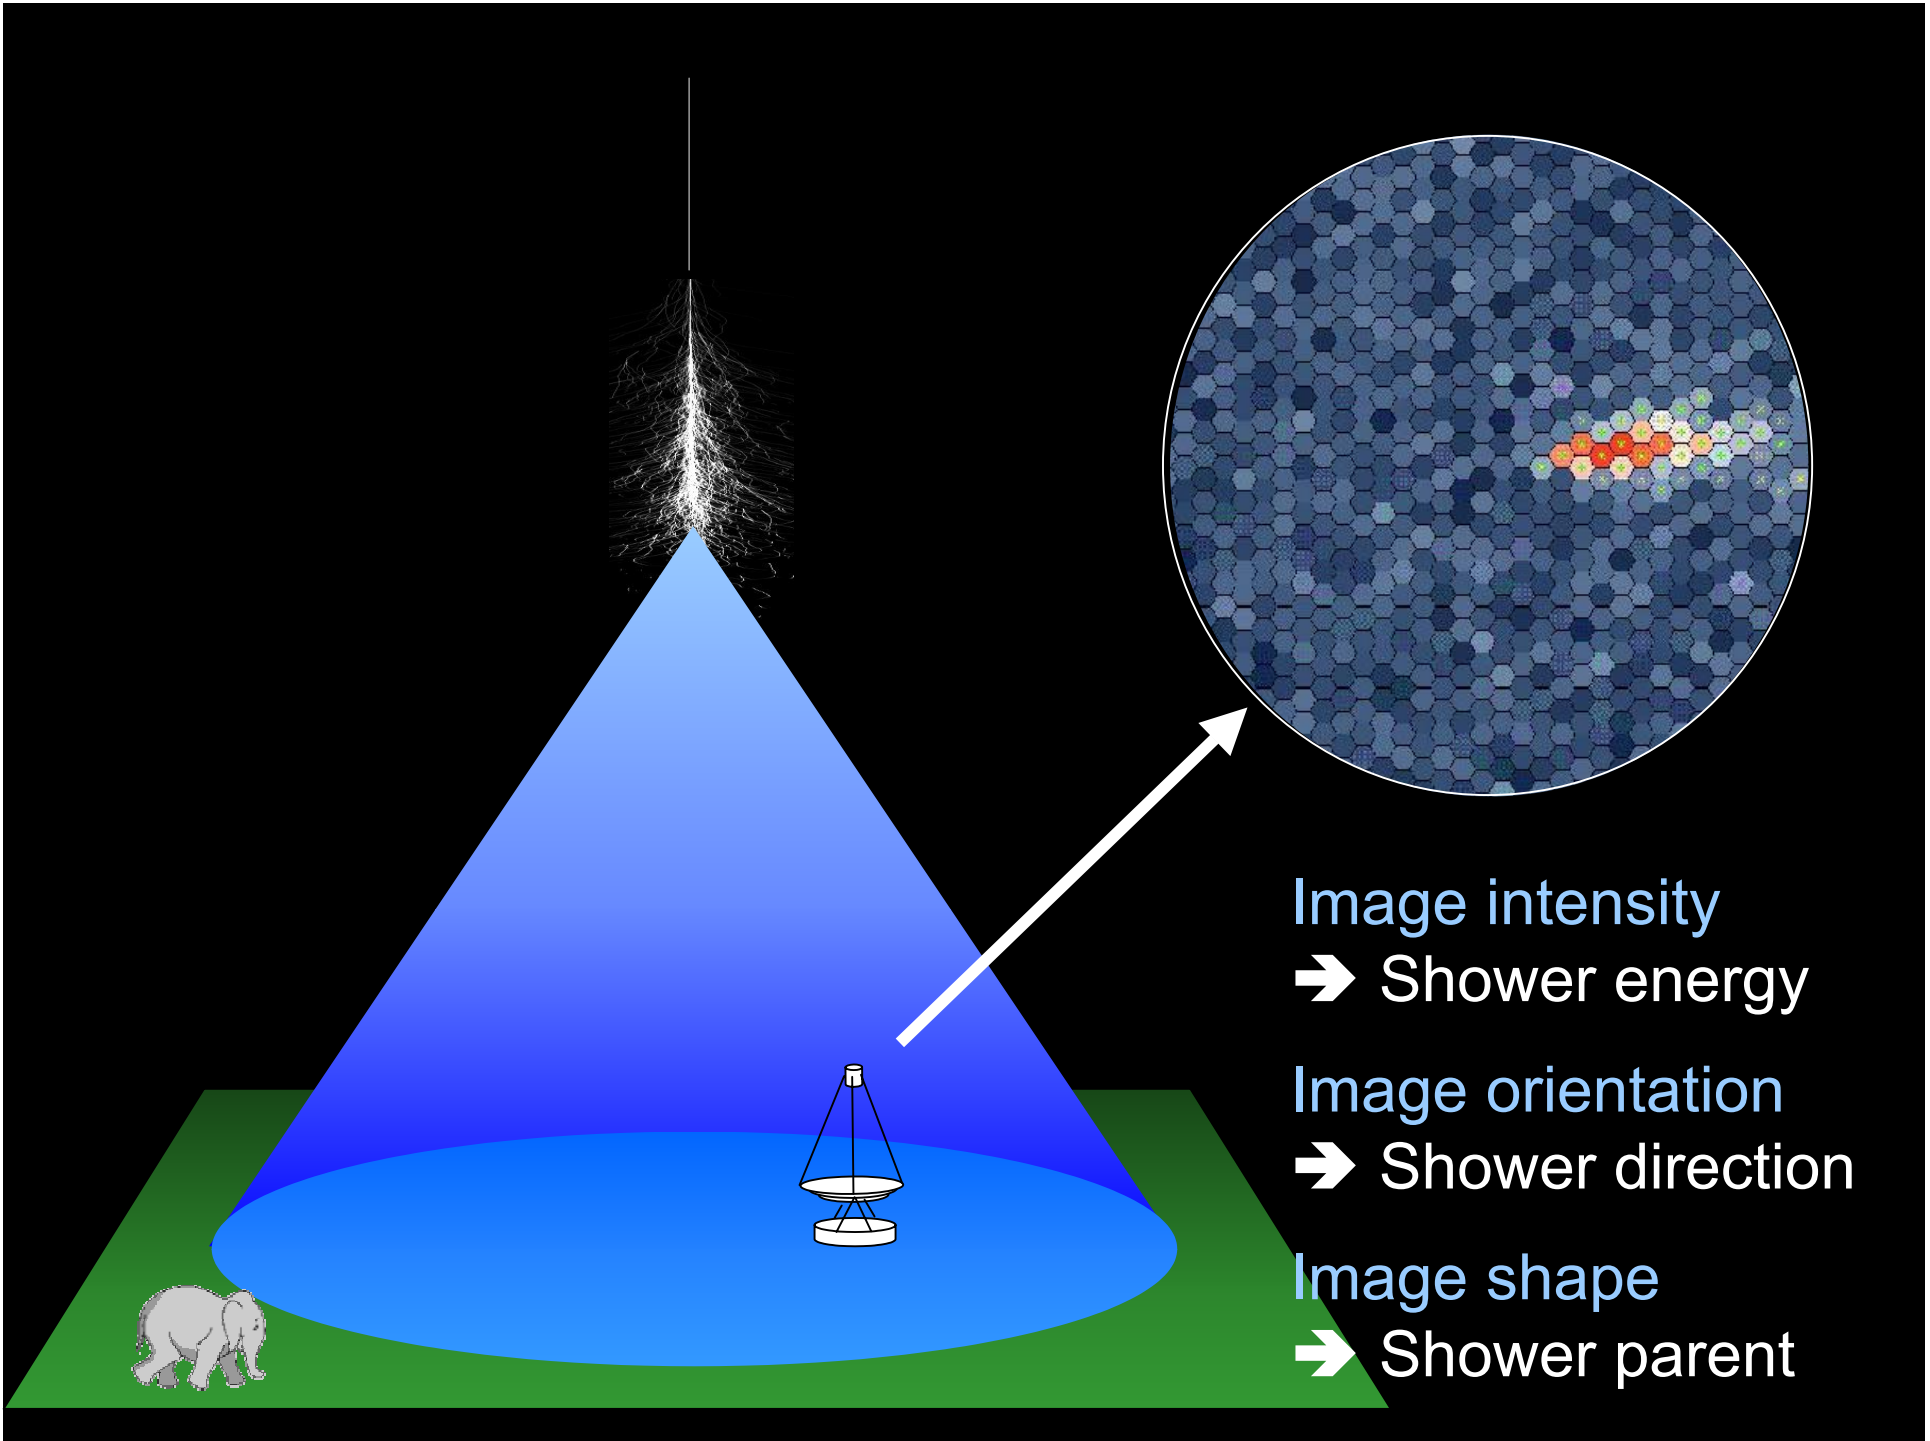 Image intensity
➔ Shower energy
Image orientation
➔ Shower direction
Image shape
➔ Shower parent